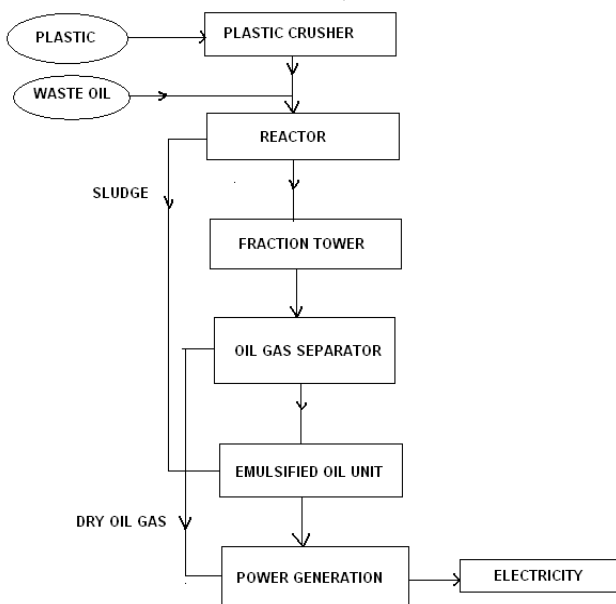 PLASTIC
PLASTIC CRUSHER
WASTE OIL
REACTOR
SLUDGE
FRACTION TOWER
OIL GAS SEPARATOR
EMULSIFIED OIL UNIT
DRY OIL GAS
POWER GENERATION
ELECTRICITY